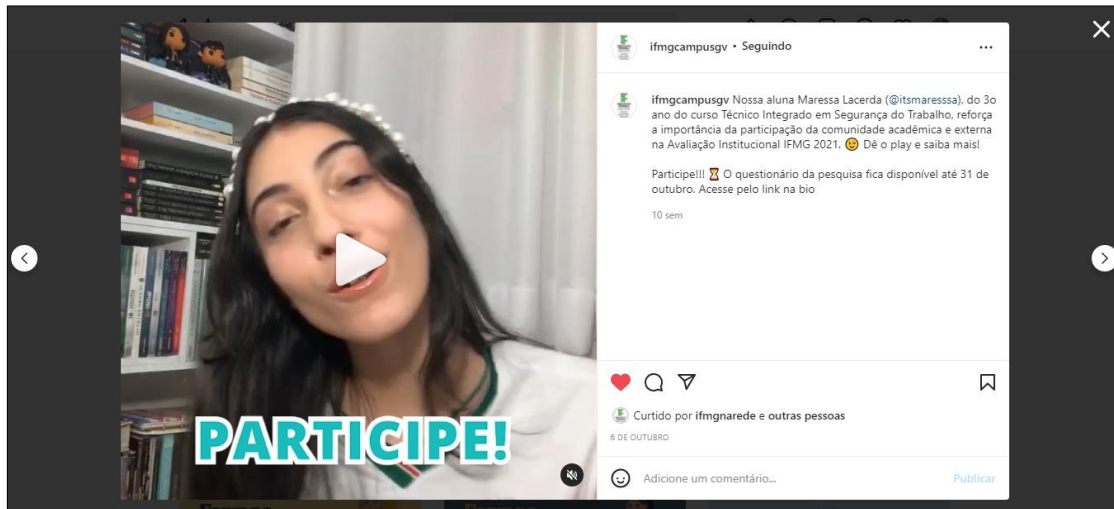 ifmgcampusgv • Seguindo
ifmgcampusgv Nossa aluna Maressa Lacerda (@itsmaresssa), do 3o
ano do curso Técnico Integrado em Segurança do Trabalho, reforça
a importância da participação da comunidade acadêmica e externa
na Avaliação Institucional IFMG 2021. 😉 Dê o play e saiba mais!
Participe!!! ⏳ O questionário da pesquisa fica disponível até 31 de
outubro. Acesse pelo link na bio
10 sem
PARTICIPE!
Curtido por ifmgnarede e outras pessoas
6 DE OUTUBRO
Adicione um comentário...
Publicar